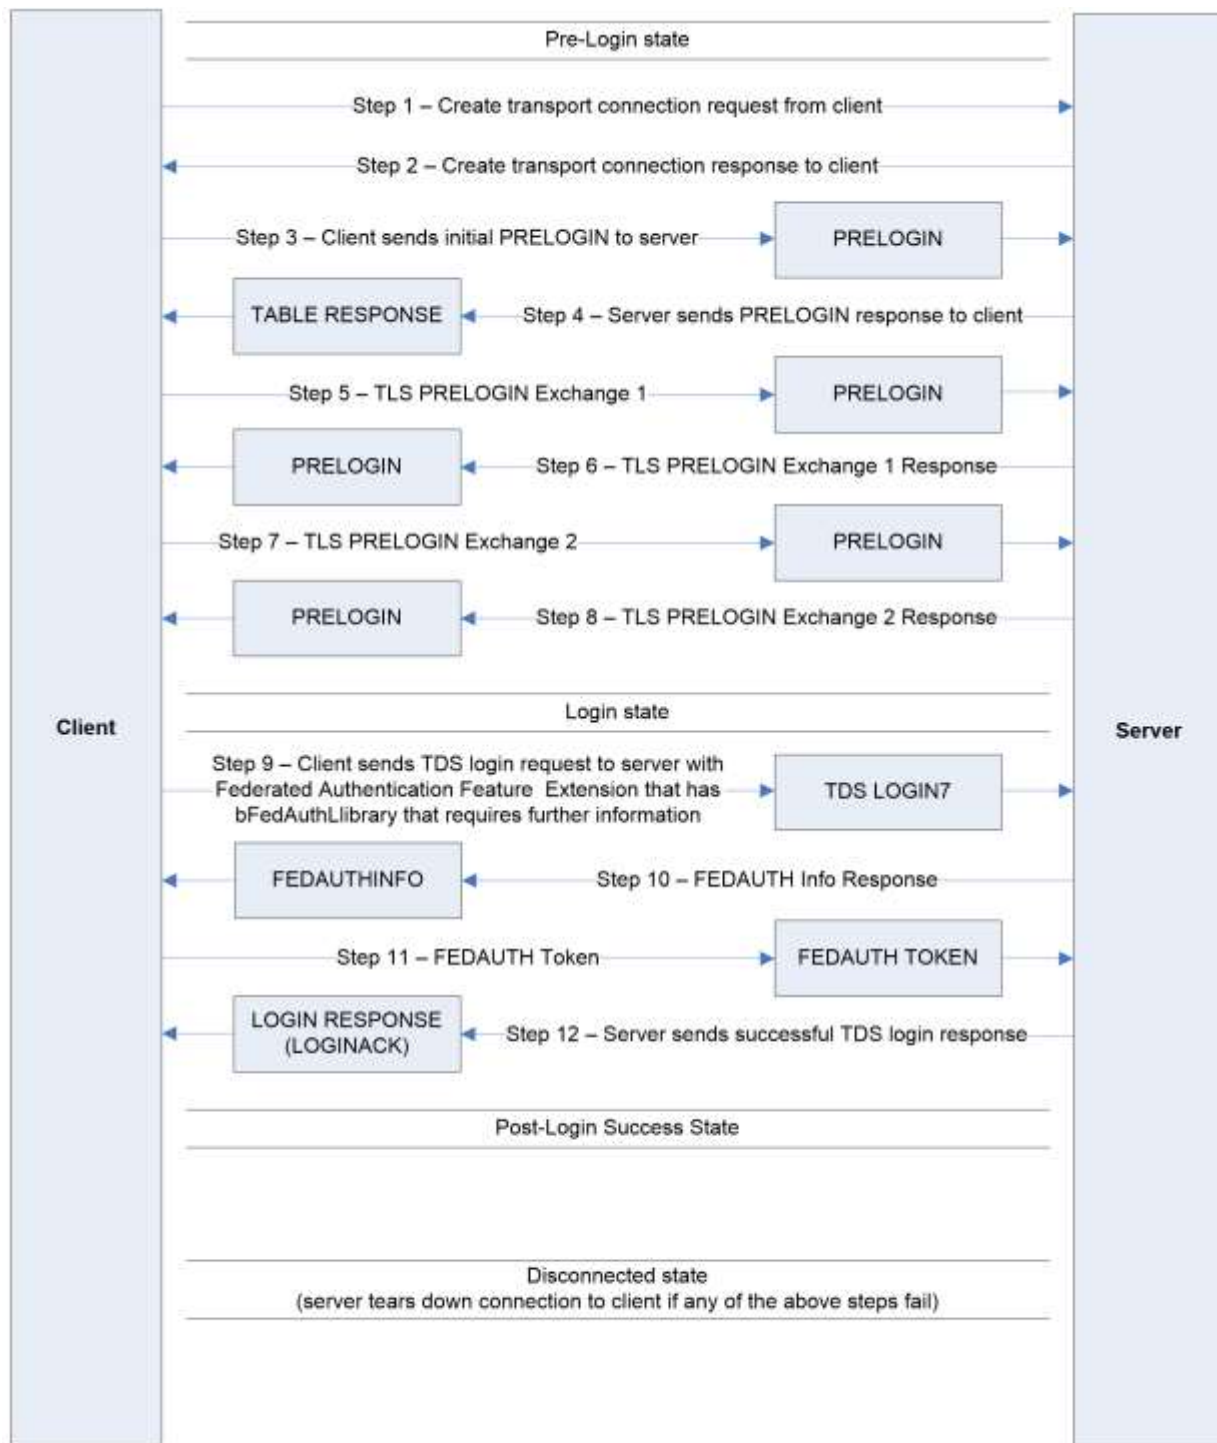 Pre-Login state
Step 1 – Create transport connection request from client
Step 2 – Create transport connection response to client
Step 3 – Client sends initial PRELOGIN to server
PRELOGIN
TABLE RESPONSE
Step 4 – Server sends PRELOGIN response to client
Step 5 – TLS PRELOGIN Exchange 1
PRELOGIN
PRELOGIN
Step 6 – TLS PRELOGIN Exchange 1 Response
Step 7 – TLS PRELOGIN Exchange 2
PRELOGIN
PRELOGIN
Step 8 – TLS PRELOGIN Exchange 2 Response
Client
Login state
Server
Step 9 – Client sends TDS login request to server with
Federated Authentication Feature  Extension that has
bFedAuthLlibrary that requires further information
TDS LOGIN7
FEDAUTHINFO
Step 10 – FEDAUTH Info Response
Step 11 – FEDAUTH Token
FEDAUTH TOKEN
LOGIN RESPONSE
(LOGINACK)
Step 12 – Server sends successful TDS login response
Post-Login Success State
Disconnected state
(server tears down connection to client if any of the above steps fail)